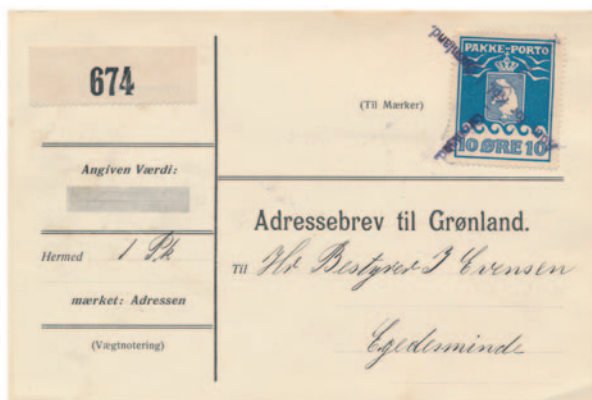 674
Angiven Værdi:
Hermed 1 Pk
mærket: Adressen
(Vægtnotering)
(Til Mærker)
PAKKE-PORTO
10 ØRE 10
Adressebrev til Grønland.
Til Hr Bestyrer J Evensen
Egedesminde